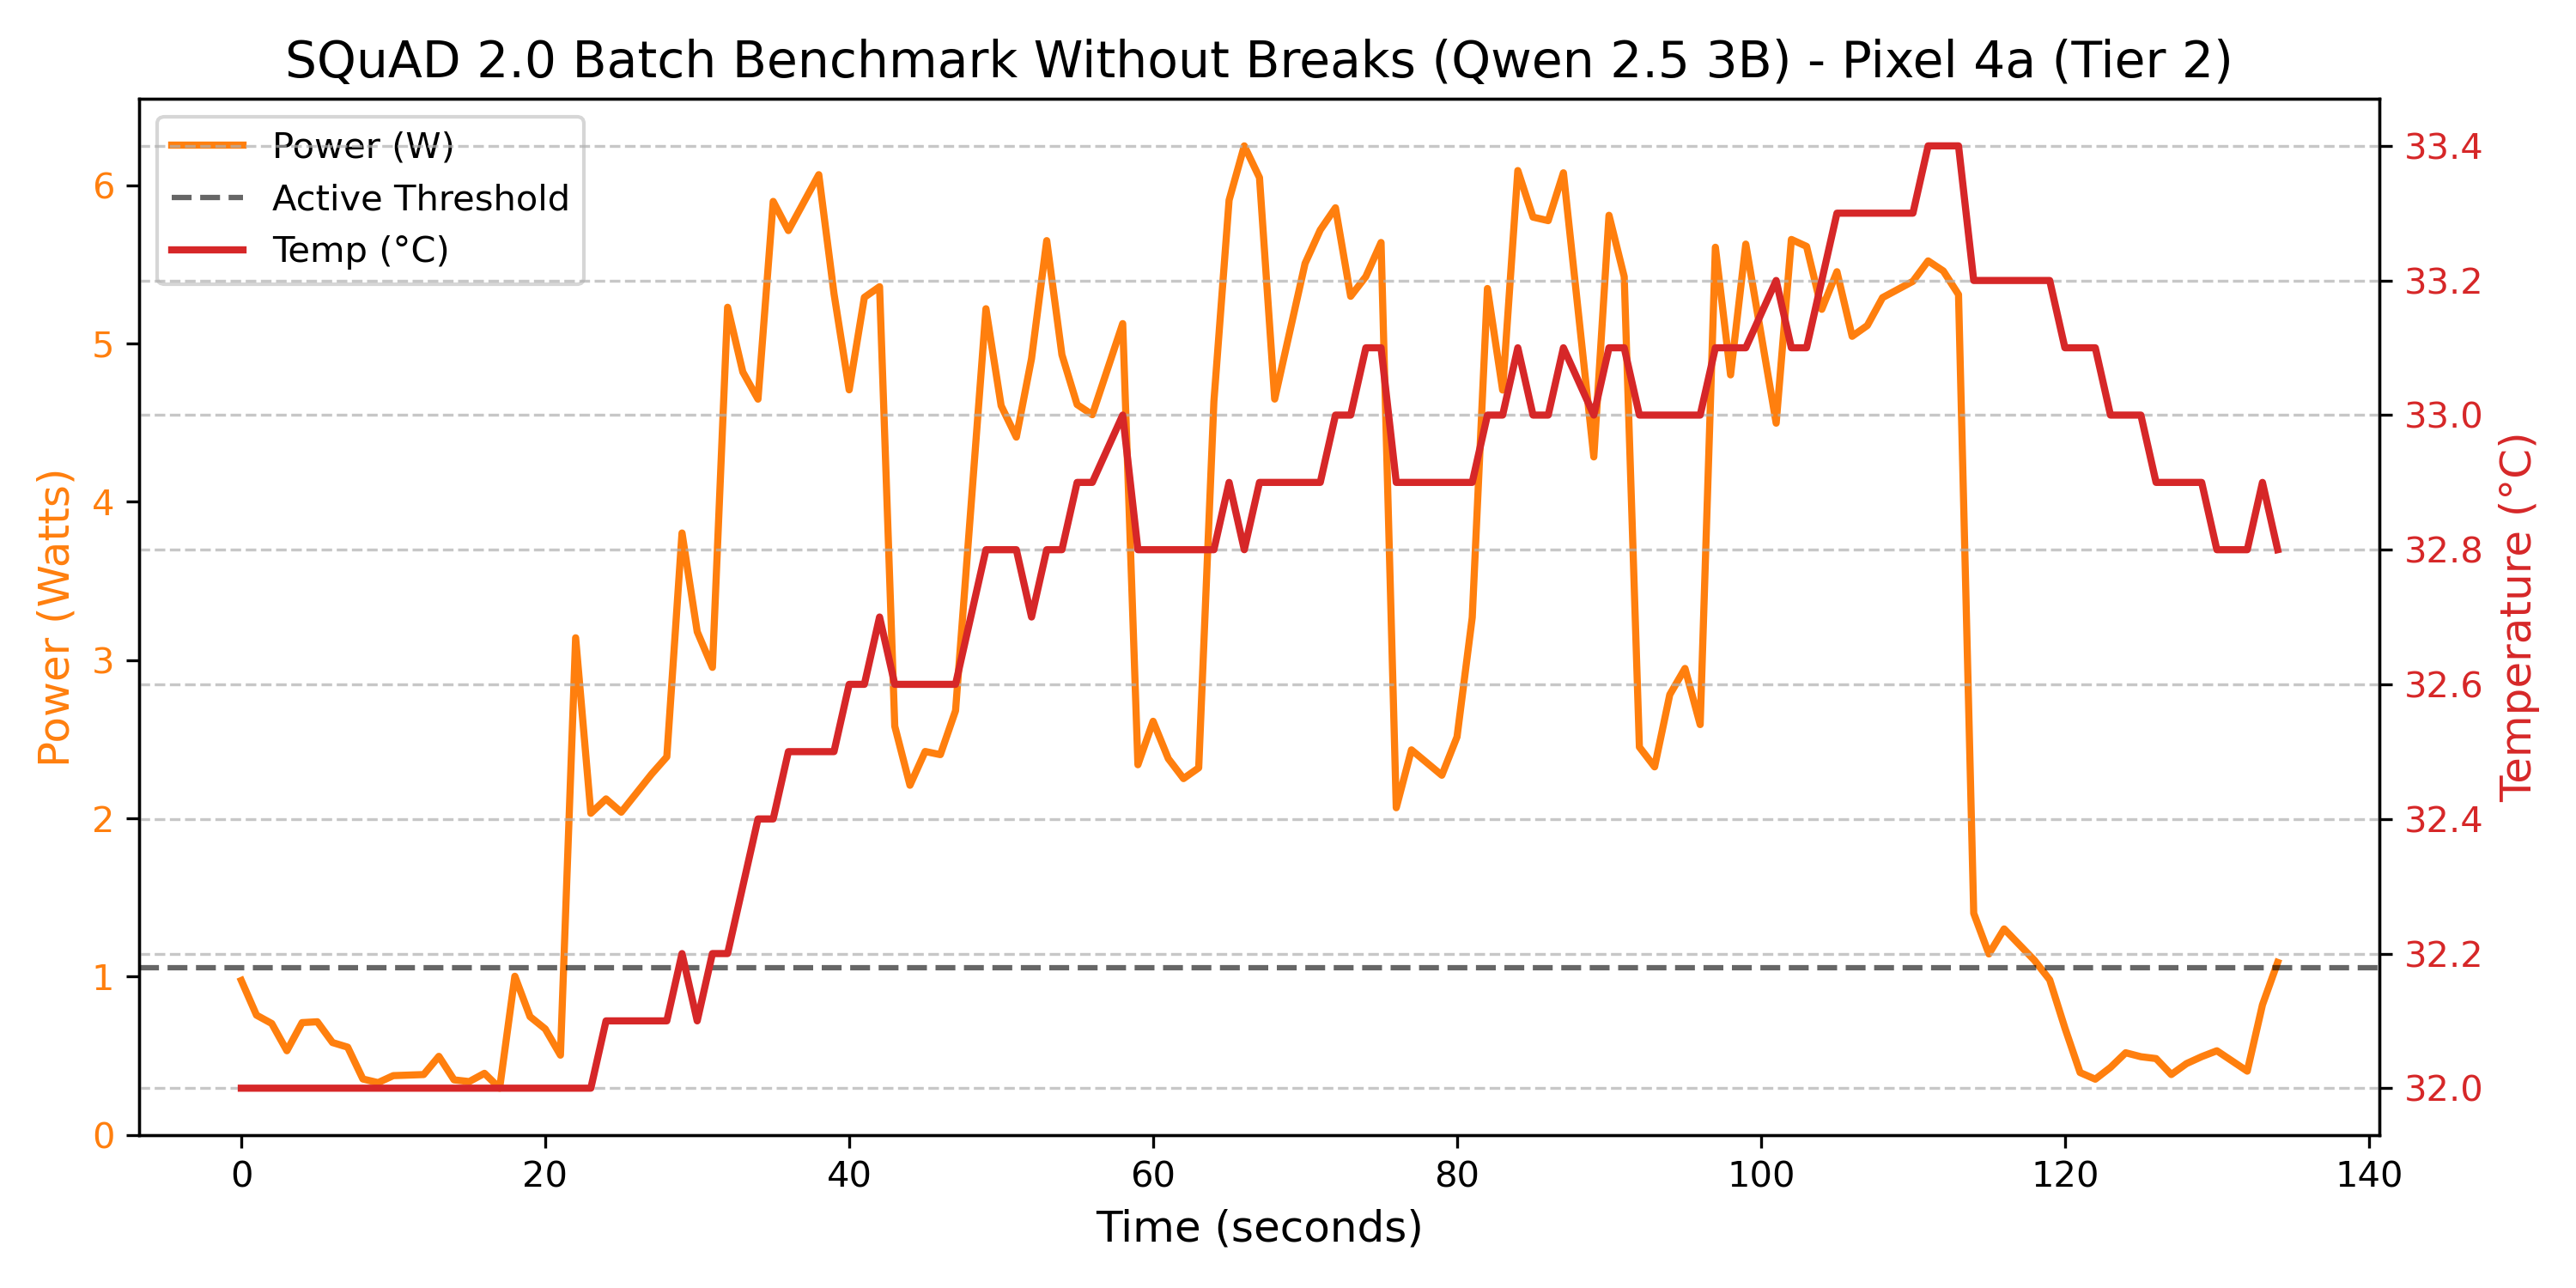 SQuAD 2.0 Batch Benchmark Without Breaks (Qwen 2.5 3B) - Pixel 4a (Tier 2)
Power (W)
Active Threshold
Temp (°C)
Power (Watts)
6
5
4
3
2
1
0
33.4
33.2
33.0
32.8
32.6
32.4
32.2
32.0
Temperature (°C)
0 20 40 60 80 100 120 140
Time (seconds)